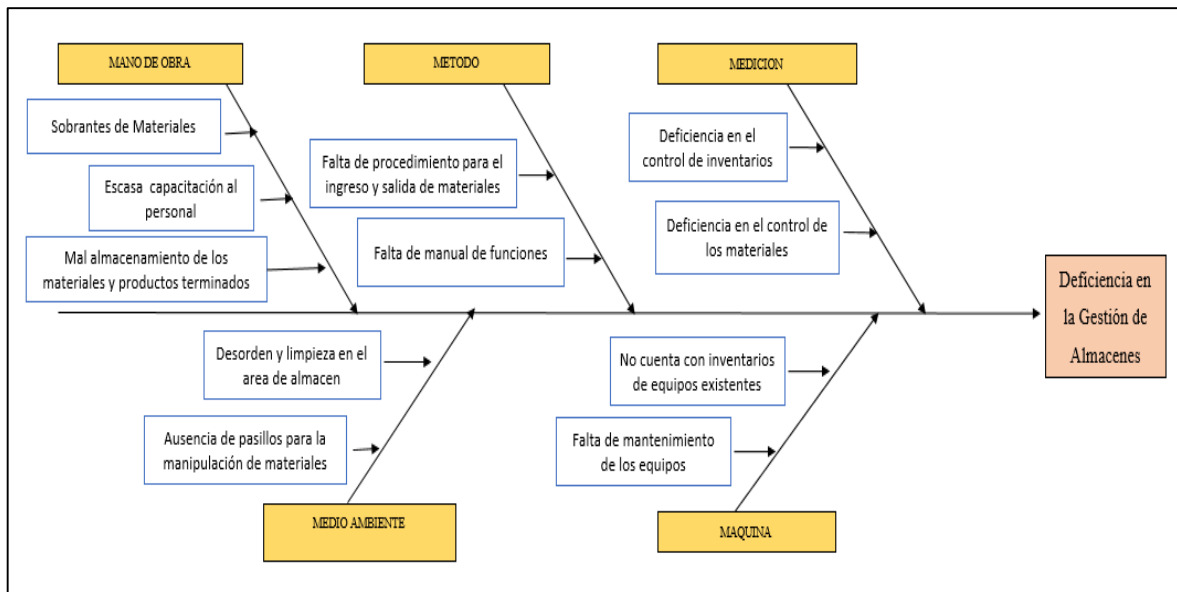 MANO DE OBRA
METODO
MEDICION
Sobrantes de Materiales
Escasa capacitación al
personal
Mal almacenamiento de los
materiales y productos terminados
Falta de procedimiento para el
ingreso y salida de materiales
Falta de manual de funciones
Deficiencia en el
control de inventarios
Deficiencia en el control de
los materiales
Deficiencia en
la Gestión de
Almacenes
Desorden y limpieza en el
area de almacen
Ausencia de pasillos para la
manipulación de materiales
No cuenta con inventarios
de equipos existentes
Falta de mantenimiento
de los equipos
MEDIO AMBIENTE
MAQUINA